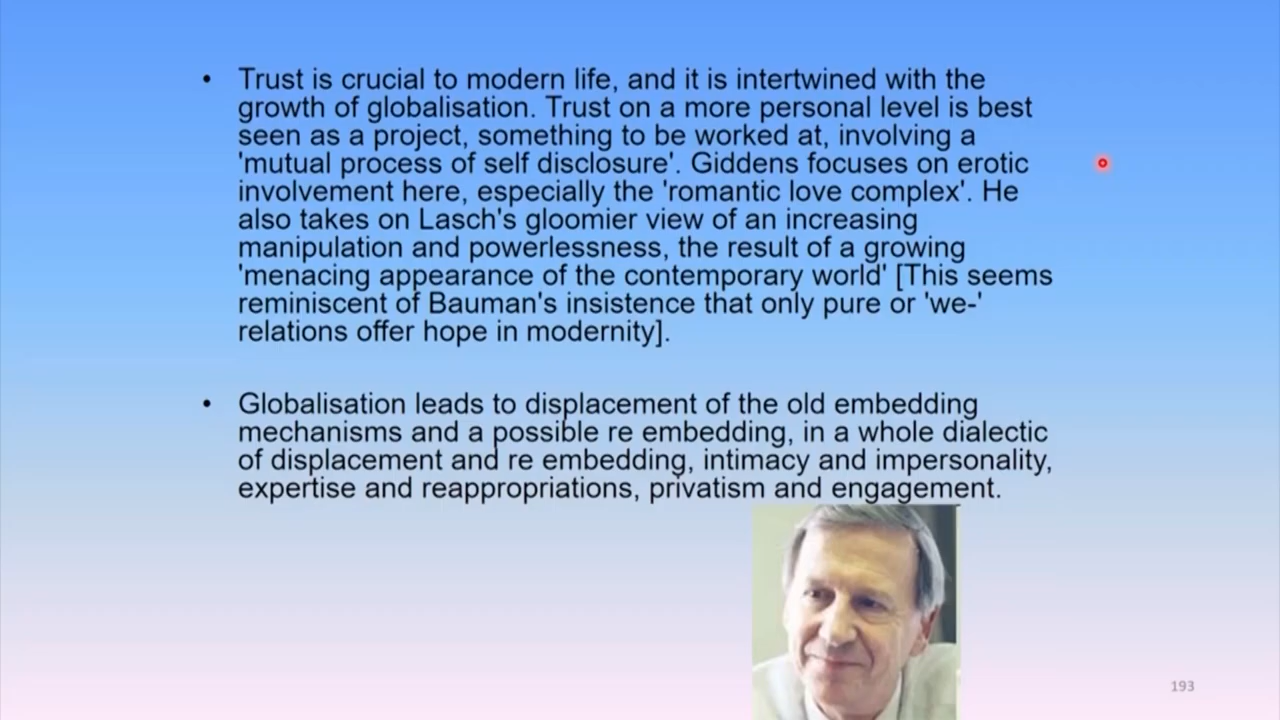 • Trust is crucial to modern life, and it is intertwined with the
growth of globalisation. Trust on a more personal level is best
seen as a project, something to be worked at, involving a
'mutual process of self disclosure'. Giddens focuses on erotic
involvement here, especially the 'romantic love complex'. He
also takes on Lasch's gloomier view of an increasing
manipulation and powerlessness, the result of a growing
'menacing appearance of the contemporary world' [This seems
reminiscent of Bauman's insistence that only pure or 'we-'
relations offer hope in modernity].
• Globalisation leads to displacement of the old embedding
mechanisms and a possible re embedding, in a whole dialectic
of displacement and re embedding, intimacy and impersonality,
expertise and reappropriations, privatism and engagement.
193